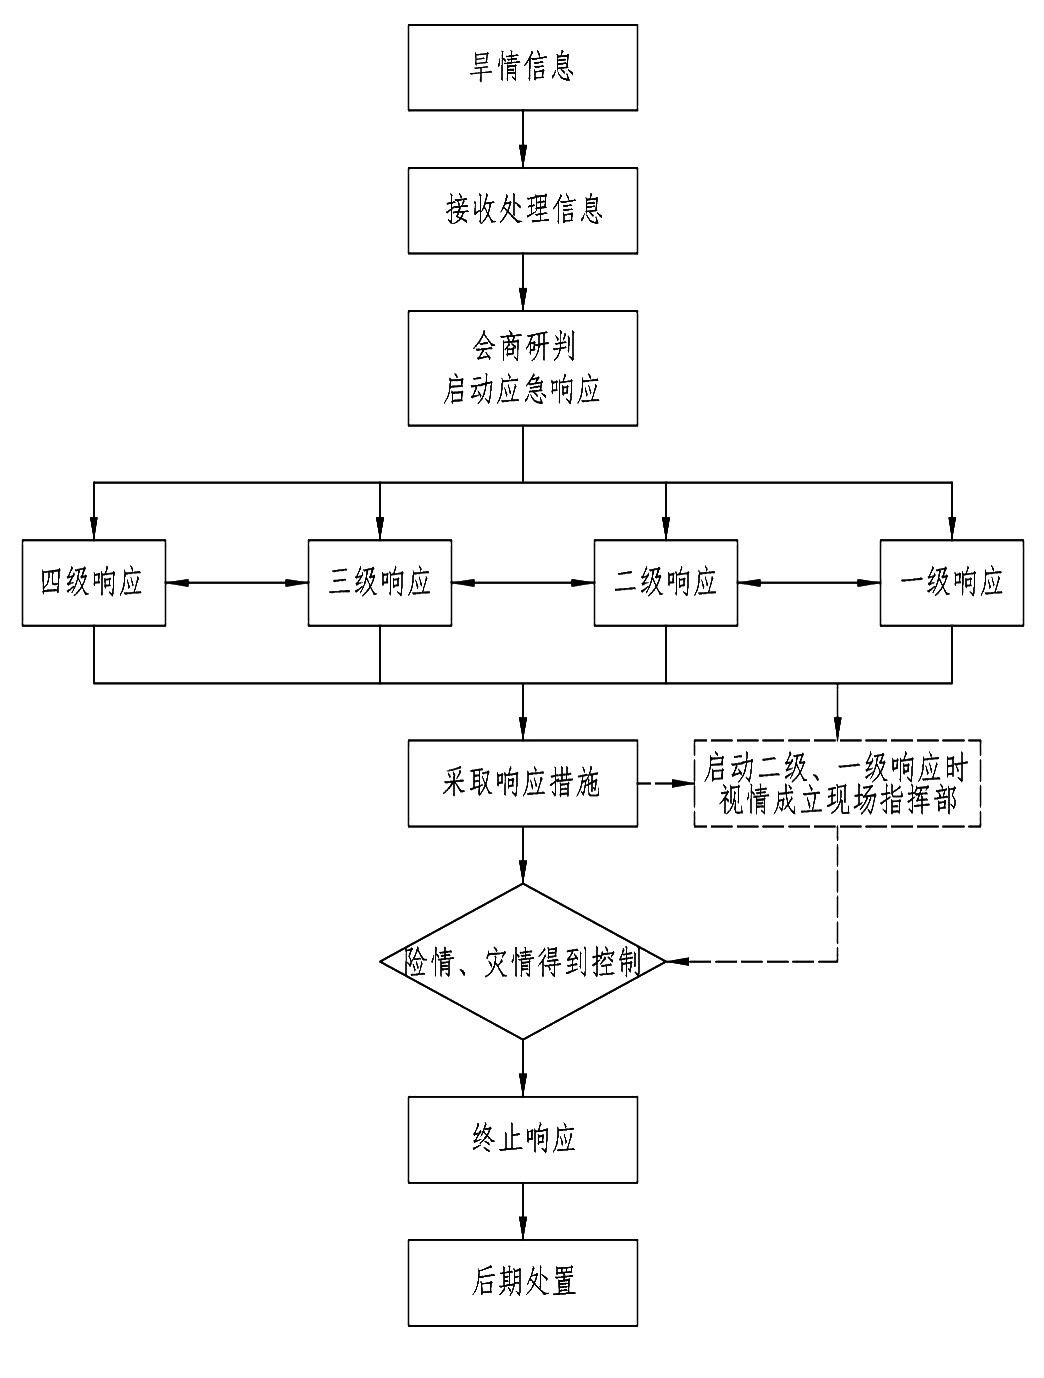 旱情信息
接收处理信息
会商研判
启动应急响应
四级响应
三级响应
二级响应
一级响应
采取响应措施
启动二级、一级响应时
视情成立现场指挥部
险情、灾情得到控制
终止响应
后期处置